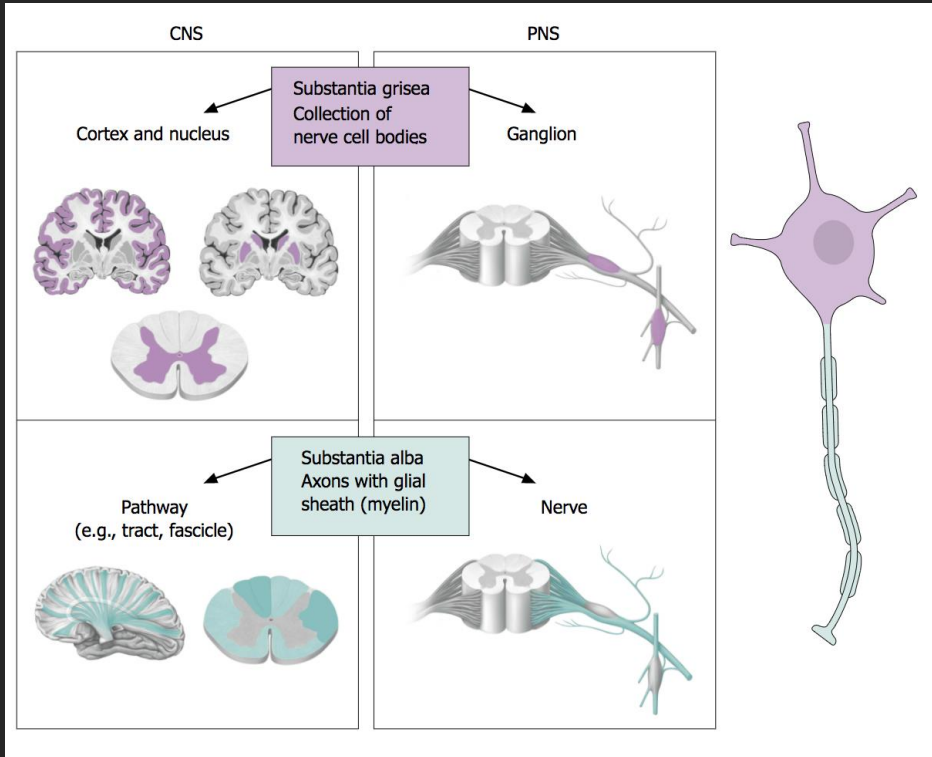 CNS
PNS
Substantia grisea
Collection of
nerve cell bodies
Cortex and nucleus
Ganglion
Substantia alba
Axons with glial
sheath (myelin)
Pathway
(e.g., tract, fascicle)
Nerve